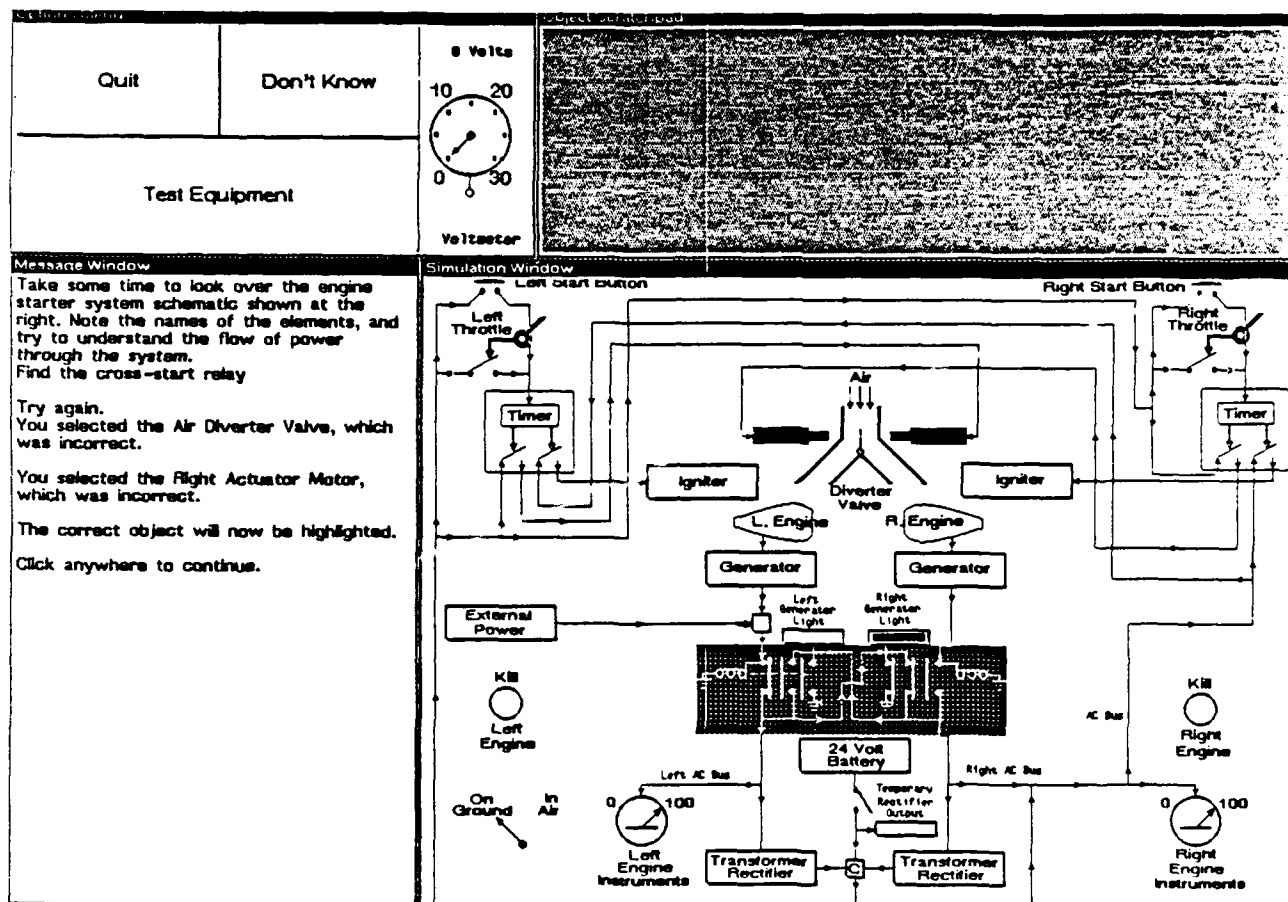 Object Scratchpad
Quit
Don't Know
Test Equipment
0 Volts
10
20
0
30
Voltmeter
Message Window
Take some time to look over the engine
starter system schematic shown at the
right. Note the names of the elements, and
try to understand the flow of power
through the system.
Find the cross-start relay
Try again.
You selected the Air Diverter Valve, which
was incorrect.
You selected the Right Actuator Motor,
which was incorrect.
The correct object will now be highlighted.
Click anywhere to continue.
Simulation Window
Left Start Button
Right Start Button
Left
Throttle
Right
Throttle
Air
Timer
Timer
Igniter
Igniter
Diverter
Valve
L. Engine
R. Engine
Generator
Generator
Left
Generator
Light
Right
Generator
Light
External
Power
Kill
Left
Engine
Kill
Right
Engine
AC Bus
24 Volt
Battery
Left AC Bus
Right AC Bus
On
Ground
In
Air
0
100
Left
Engine
Instruments
Temporary
Rectifier
Output
0
100
Right
Engine
Instruments
Transformer
Rectifier
C
Transformer
Rectifier